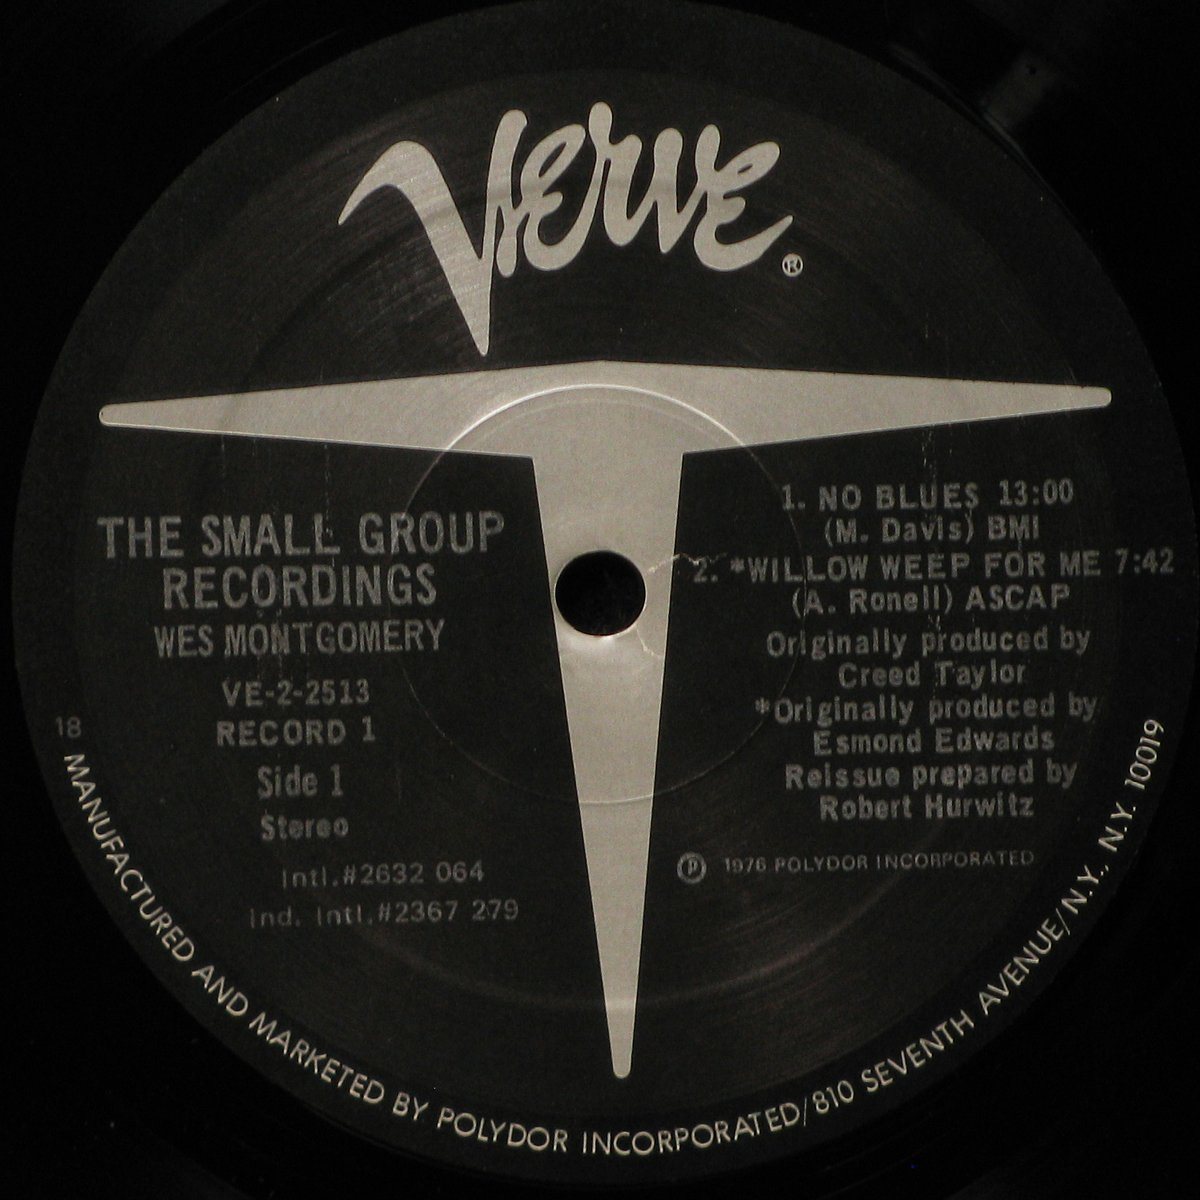 Verve®
THE SMALL GROUP
RECORDINGS
WES MONTGOMERY
VE-2-2513
RECORD 1
Side 1
Stereo
Intl.#2632 064
Ind. Intl.#2367 279
18
1. NO BLUES 13:00
(M. Davis) BMI
2. *WILLOW WEEP FOR ME 7:42
(A. Ronell) ASCAP
Originally produced by
Creed Taylor
*Originally produced by
Esmond Edwards
Reissue prepared by
Robert Hurwitz
℗ 1976 POLYDOR INCORPORATED
MANUFACTURED AND MARKETED BY POLYDOR INCORPORATED/810 SEVENTH AVENUE/N.Y., N.Y. 10019